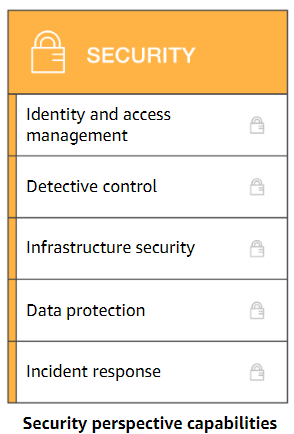 SECURITY
Identity and access
management
Detective control
Infrastructure security
Data protection
Incident response
Security perspective capabilities